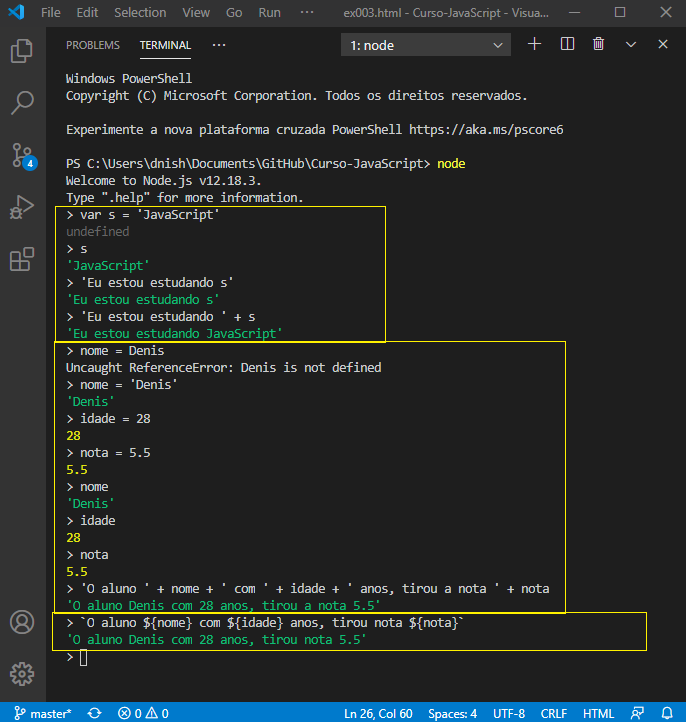 File Edit Selection View Go Run ··· ex003.html - Curso-JavaScript - Visua...
PROBLEMS TERMINAL ··· 1: node
Windows PowerShell
Copyright (C) Microsoft Corporation. Todos os direitos reservados.
Experimente a nova plataforma cruzada PowerShell https://aka.ms/pscore6
PS C:\Users\dnish\Documents\GitHub\Curso-JavaScript> node
Welcome to Node.js v12.18.3.
Type ".help" for more information.
> var s = 'JavaScript'
undefined
> s
'JavaScript'
> 'Eu estou estudando s'
'Eu estou estudando s'
> 'Eu estou estudando ' + s
'Eu estou estudando JavaScript'
> nome = Denis
Uncaught ReferenceError: Denis is not defined
> nome = 'Denis'
'Denis'
> idade = 28
28
> nota = 5.5
5.5
> nome
'Denis'
> idade
28
> nota
5.5
> 'O aluno ' + nome + ' com ' + idade + ' anos, tirou a nota ' + nota
'O aluno Denis com 28 anos, tirou a nota 5.5'
> `O aluno ${nome} com ${idade} anos, tirou nota ${nota}`
'O aluno Denis com 28 anos, tirou nota 5.5'
>
4
master* 0 0 Ln 26, Col 60 Spaces: 4 UTF-8 CRLF HTML